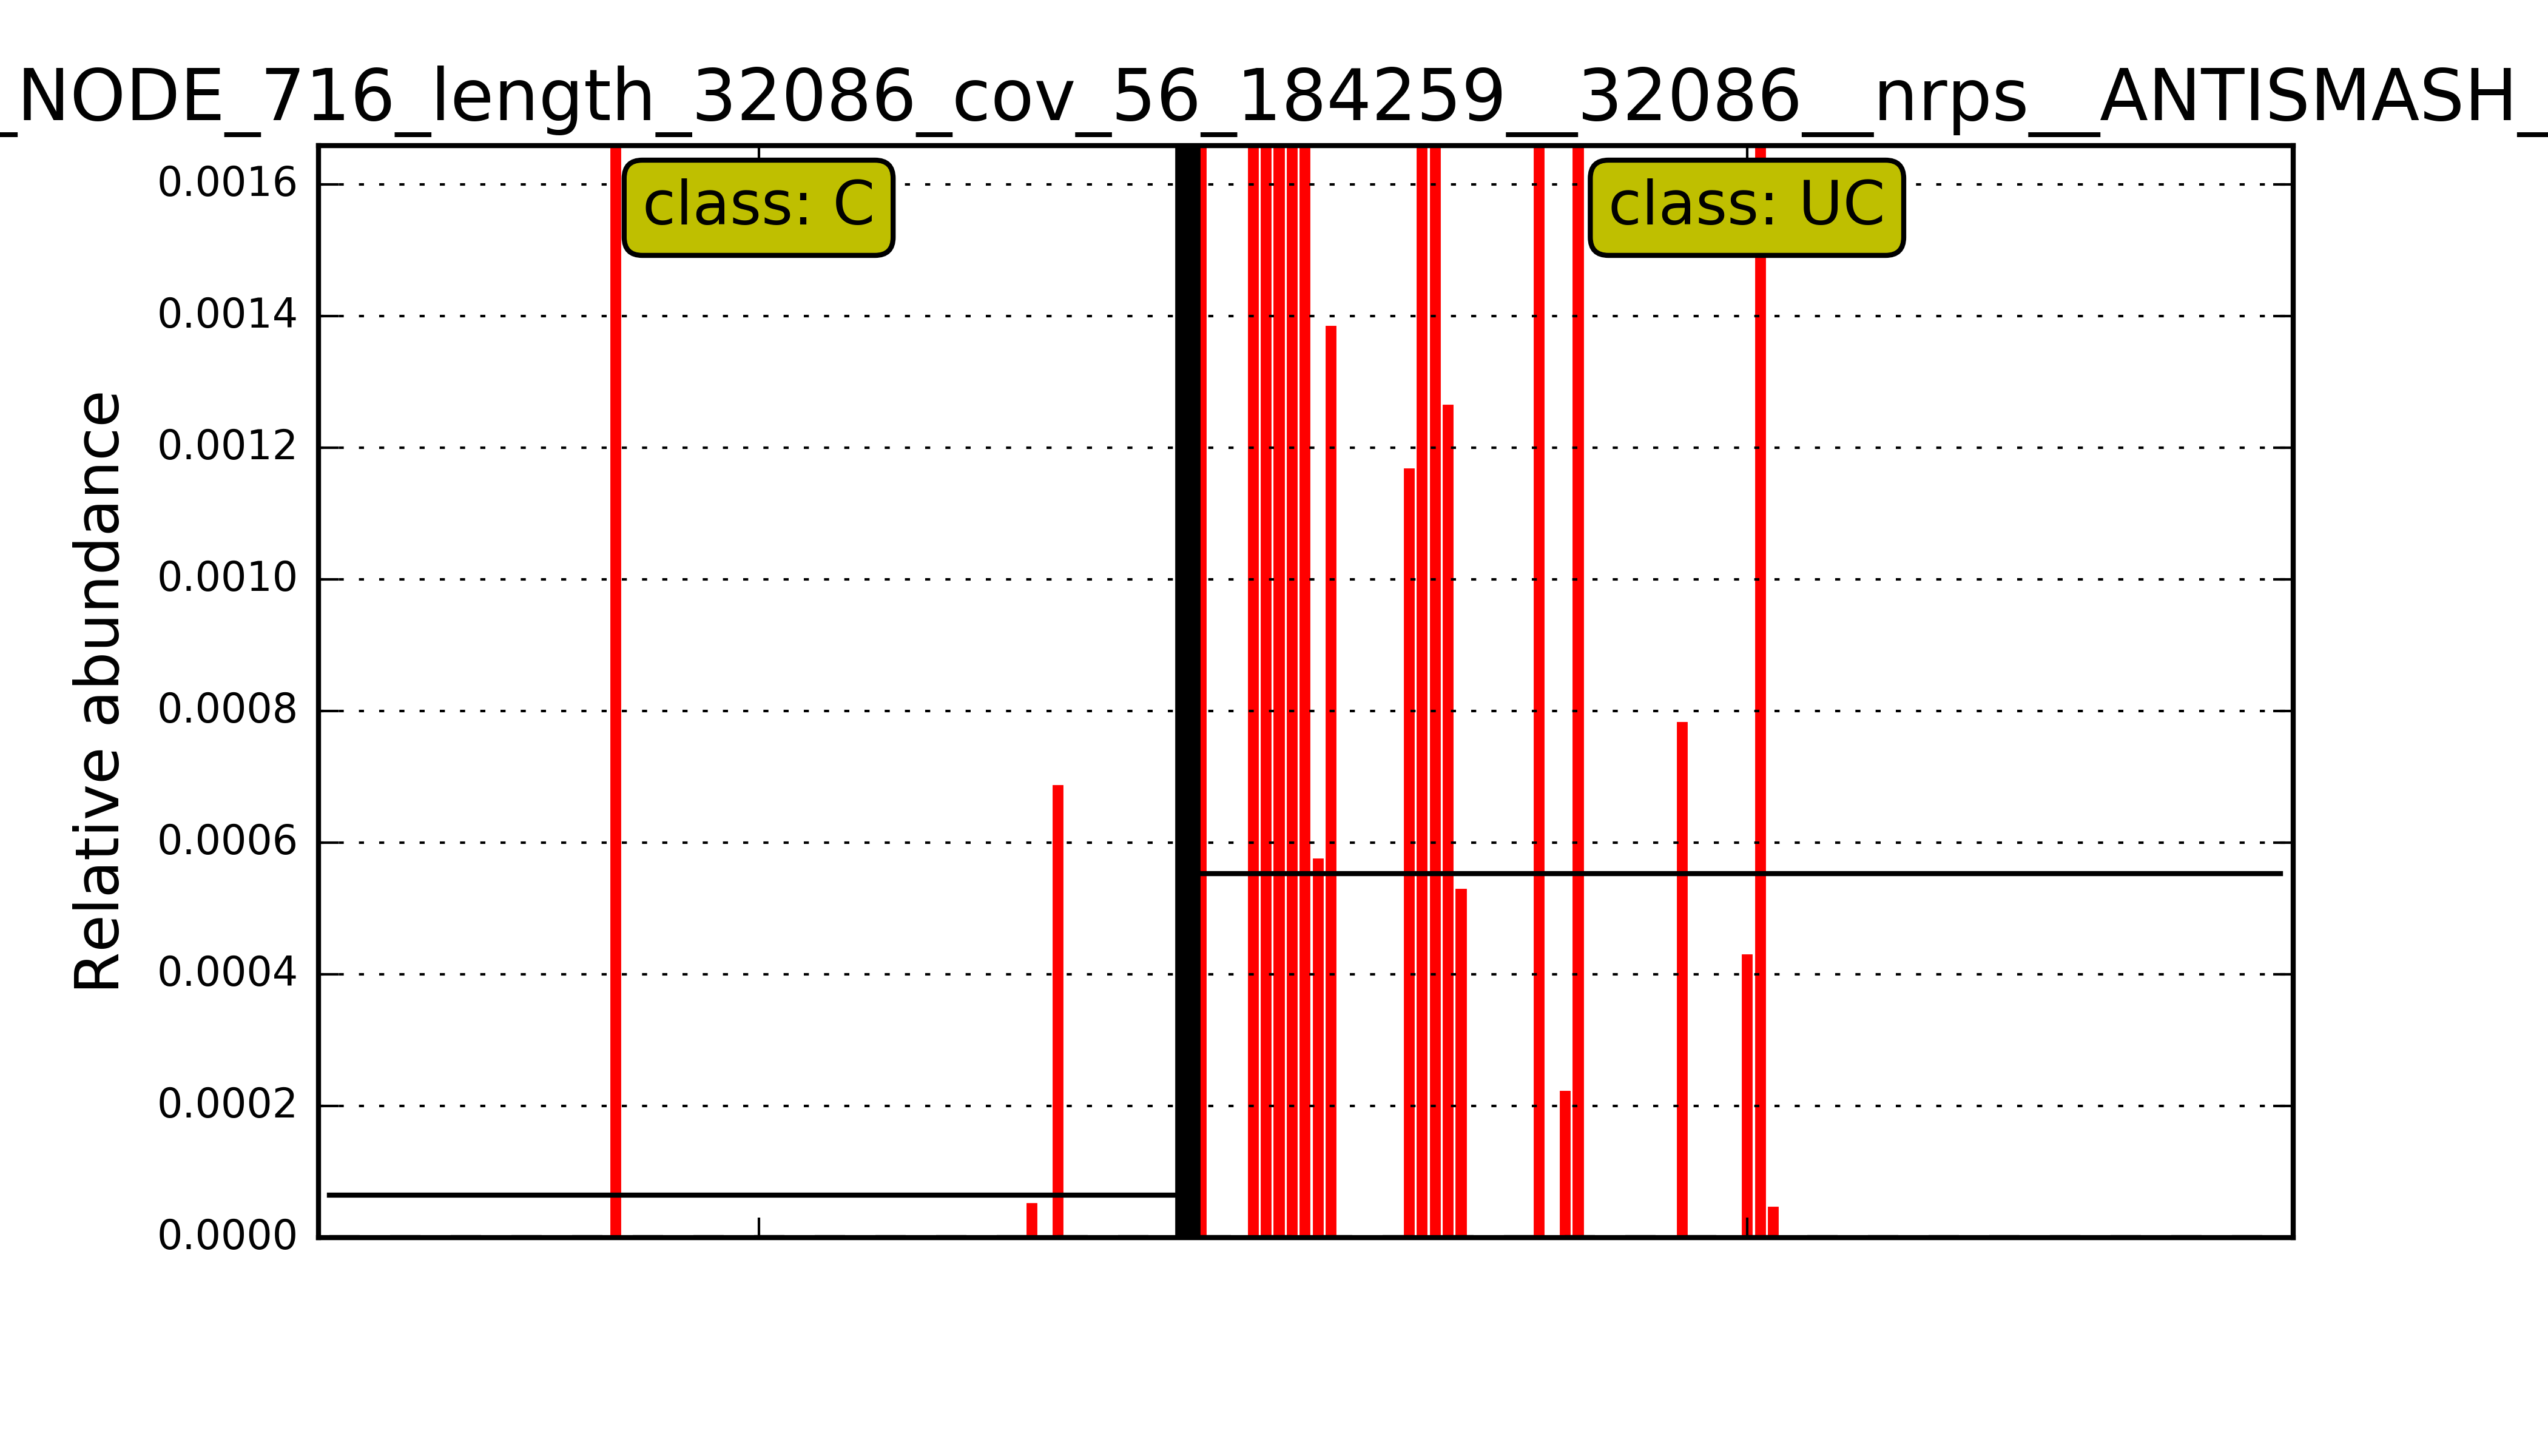 _NODE_716_length_32086_cov_56_184259__32086__nrps__ANTISMASH_
class: C
class: UC
Relative abundance
0.0016
0.0014
0.0012
0.0010
0.0008
0.0006
0.0004
0.0002
0.0000